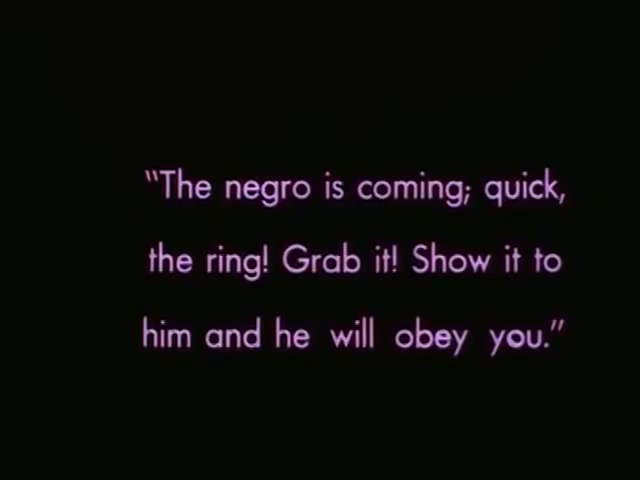 “The negro is coming; quick,
the ring! Grab it! Show it to
him and he will obey you.”